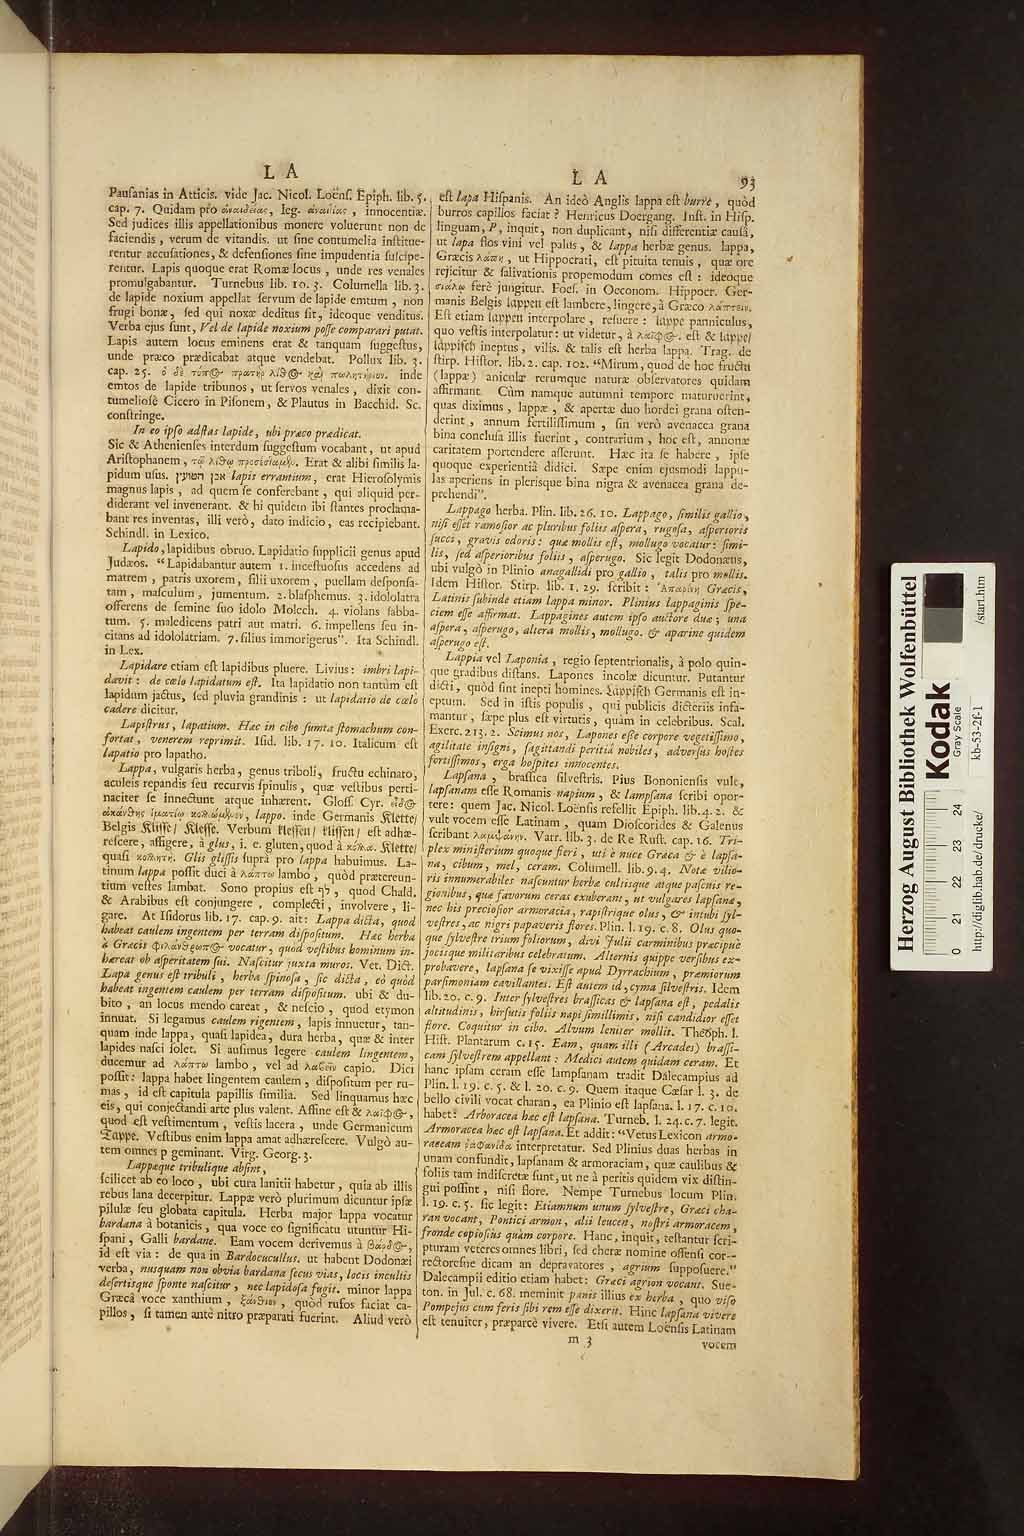 L A
Pauſanias in Atticis. vide Jac. Nicol. Loënſ. Epiph. lib. 5.
cap. 7. Quidam pro ἀναιδείας, leg. ἀναιτίας, innocentiæ.
Sed judices illis appellationibus monere voluerunt non de
faciendis, verum de vitandis. ut ſine contumelia inſtitue-
rentur accuſationes, & defenſiones ſine impudentia ſuſcipe-
rentur. Lapis quoque erat Romæ locus, unde res venales
promulgabantur. Turnebus lib. 10. 3. Columella lib. 3.
de lapide noxium appellat ſervum de lapide emtum, non
frugi bonæ, ſed qui noxæ deditus ſit, ideoque venditus.
Verba ejus ſunt, Vel de lapide noxium poſſe comparari putat.
Lapis autem locus eminens erat & tanquam ſuggeſtus,
unde præco prædicabat atque vendebat. Pollux lib. 3.
cap. 25. ὁ δὲ τόπος πρατὴρ λίθος καὶ πωλητήριον. inde
emtos de lapide tribunos, ut ſervos venales, dixit con-
tumelioſè Cicero in Piſonem, & Plautus in Bacchid. Sc.
conſtringe.
In eo ipſo adſtas lapide, ubi præco prædicat.
Sic & Athenienſes interdum ſuggeſtum vocabant, ut apud
Ariſtophanem, τῷ λίθῳ Erat & alibi ſimilis la-
pidum uſus. אבן lapis errantium, erat Hieroſolymis
magnus lapis, ad quem ſe conferebant, qui aliquid per-
diderant vel invenerant. & hi quidem ibi ſtantes proclama-
bant res inventas, illi verò, dato indicio, eas recipiebant.
Schindl. in Lexico.
Lapido, lapidibus obruo. Lapidatio ſupplicii genus apud
Judæos. “Lapidabantur autem 1. inceſtuoſus accedens ad
matrem, patris uxorem, filii uxorem, puellam deſponſa-
tam, maſculum, jumentum. 2. blaſphemus. 3. idololatra
offerens de ſemine ſuo idolo Molech. 4. violans ſabba-
tum. 5. maledicens patri aut matri. 6. impellens ſeu in-
citans ad idololatriam. 7. filius immorigerus”. Ita Schindl.
in Lex.
Lapidare etiam eſt lapidibus pluere. Livius: imbri lapi-
davit: de cœlo lapidatum eſt. Ita lapidatio non tantùm eſt
lapidum jactus, ſed pluvia grandinis: ut lapidatio de cœlo
cadere dicitur.
Lapiſtrus, lapatium. Hæc in cibo ſumta ſtomachum con-
fortat, venerem reprimit. Iſid. lib. 17. 10. Italicum eſt
lapatio pro lapatho.
Lappa, vulgaris herba, genus triboli, fructu echinato,
aculeis repandis ſeu recurvis ſpinulis, quæ veſtibus perti-
naciter ſe innectunt atque inhærent. Gloſſ. Cyr. εἶδος
ἀκάνθης ἱματίῳ κολλώμενον, lappo. inde Germanis Klette/
Belgis Kliſſe/ Kleſſe. Verbum kleſſen/ kliſſen/ eſt adhæ-
reſcere, affigere, à glus, i. e. gluten, quod à κόλλα. Klette/
quaſi κολλητή. Glis gliſſis ſuprà pro lappa habuimus. La-
tinum lappa poſſit duci à λάπτω lambo, quòd prætereun-
tium veſtes lambat. Sono propius eſt quod Chald.
& Arabibus eſt conjungere, complecti, involvere, li-
gare. At Iſidorus lib. 17. cap. 9. ait: Lappa dicta, quod
habeat caulem ingentem per terram diſpoſitum. Hæc herba
à Græcis φιλάνθρωπος vocatur, quòd veſtibus hominum in-
hæreat ob aſperitatem ſui. Naſcitur juxta muros. Vet. Dict.
Lapa genus eſt tribuli, herba ſpinoſa, ſic dicta, eò quòd
habeat ingentem caulem per terram diſpoſitum. ubi & du-
bito, an locus mendo careat, & neſcio, quod etymon
innuat. Si legamus caulem rigentem, lapis innuetur, tan-
quam inde lappa, quaſi lapidea, dura herba, quæ & inter
lapides naſci ſolet. Si auſimus legere caulem lingentem,
ducemur ad λάπτω lambo, vel ad λαβεῖν capio. Dici
poſſit: lappa habet lingentem caulem, diſpoſitum per ru-
mas, id eſt capitula papillis ſimilia. Sed linquamus hæc
eis, qui conjectandi arte plus valent. Affine eſt & λαῖφος,
quod eſt veſtimentum, veſtis lacera, unde Germanicum
Lappe. Veſtibus enim lappa amat adhæreſcere. Vulgò au-
tem omnes p geminant. Virg. Georg. 3.
Lappæque tribulique abſint,
ſcilicet ab eo loco, ubi cura lanitii habetur, quia ab illis
rebus lana decerpitur. Lappæ verò plurimum dicuntur ipſæ
pilulæ ſeu globata capitula. Herba major lappa vocatur
bardana à botanicis, qua voce eo ſignificatu utuntur Hi-
ſpani, Galli bardane. Eam vocem derivemus à
id eſt via: de qua in Bardocucullus. ut habent Dodonæi
verba, nusquam non obvia bardana ſecus vias, locis incultis
deſertisque ſponte naſcitur, nec lapidoſa fugit. minor lappa
Græcâ voce xanthium, ξάνθιον, quòd rufos faciat ca-
pillos, ſi tamen antè nitro præparati fuerint. Aliud verò
L A
93
eſt lapa Hiſpanis. An ideò Anglis lappa eſt burre, quòd
burros capillos faciat? Henricus Doergang. Inſt. in Hiſp.
linguam, P, inquit, non duplicant, niſi differentiæ cauſâ,
ut lapa flos vini vel palus, & lappa herbæ genus. lappa,
Græcis λάπη, ut Hippocrati, eſt pituita tenuis, quæ ore
rejicitur & ſalivationis propemodum comes eſt: ideoque
σιάλῳ ferè jungitur. Foeſ. in Oeconom. Hippocr. Ger-
manis Belgis lappen eſt lambere, lingere, à Græco λάπτειν.
Eſt etiam lappen interpolare, reſuere: lappe panniculus,
quo veſtis interpolatur: ut videtur, à λαῖφος. eſt & lappe/
läppiſch ineptus, vilis. & talis eſt herba lappa. Trag. de
ſtirp. Hiſtor. lib. 2. cap. 102. “Mirum, quod de hoc fructu
(lappæ) aniculæ rerumque naturæ obſervatores quidam
affirmant. Cùm namque autumni tempore maturuerint,
quas diximus, lappæ, & apertæ duo hordei grana oſten-
derint, annum fertiliſſimum, ſin verò avenacea grana
bina concluſa illis fuerint, contrarium, hoc eſt, annonæ
caritatem portendere aſſerunt. Hæc ita ſe habere, ipſe
quoque experientiâ didici. Sæpe enim ejusmodi lappu-
las aperiens in plerisque bina nigra & avenacea grana de-
prehendi”.
Lappago herba. Plin. lib. 26. 10. Lappago, ſimilis gallio,
niſi eſſet ramoſior ac pluribus foliis aſpera, rugoſa, aſperioris
ſucci, gravis odoris: quæ mollis eſt, mollugo vocatur: ſimi-
lis, ſed aſperioribus foliis, aſperugo. Sic legit Dodonæus,
ubi vulgò in Plinio anagallidi pro gallio, talis pro mollis.
Idem Hiſtor. Stirp. lib. 1. 29. ſcribit: Ἀπαρίνη Græcis,
Latinis ſubinde etiam lappa minor. Plinius lappaginis ſpe-
ciem eſſe affirmat. Lappagines autem ipſo auctore duæ; una
aſpera, aſperugo, altera mollis, mollugo. & aparine quidem
aſperugo eſt.
Lappia vel Laponia, regio ſeptentrionalis, à polo quin-
que gradibus diſtans. Lapones incolæ dicuntur. Putantur
dicti, quòd ſint inepti homines. Läppiſch Germanis eſt in-
eptum. Sed in iſtis populis, qui publicis dicteriis infa-
mantur, ſæpe plus eſt virtutis, quàm in celebribus. Scal.
Exerc. 213. 2. Scimus nos, Lapones eſſe corpore vegetiſſimo,
agilitate inſigni, ſagittandi peritiâ nobiles, adverſus hoſtes
fortiſſimos, erga hoſpites innocentes.
Lapſana, braſſica ſilveſtris. Pius Bononienſis vult,
lapſanam eſſe Romanis napium, & lampſana ſcribi opor-
tere: quem Jac. Nicol. Loënſis refellit Epiph. lib. 4. 2. &
vult vocem eſſe Latinam, quam Dioſcorides & Galenus
ſcribant λαμψάνην. Varr. lib. 3. de Re Ruſt. cap. 16. Tri-
plex miniſterium quoque fieri, uti è nuce Græca & è lapſa-
na, cibum, mel, ceram. Columell. lib. 9. 4. Notæ vilio-
ris innumerabiles naſcuntur herbæ cultisque atque paſcuis re-
gionibus, quæ favorum ceras exuberant, ut vulgares lapſanæ,
nec his precioſior armoracia, rapiſtrique olus, & intubi ſyl-
veſtres, ac nigri papaveris flores. Plin. l. 19. c. 8. Olus quo-
que ſylveſtre trium foliorum, divi Julii carminibus præcipuè
jocisque militaribus celebratum. Alternis quippe verſibus ex-
probavere, lapſana ſe vixiſſe apud Dyrrachium, præmiorum
parſimoniam cavillantes. Eſt autem id, cyma ſilveſtris. Idem
lib. 20. c. 9. Inter ſylveſtres braſſicas & lapſana eſt, pedalis
altitudinis, hirſutis foliis napi ſimillimis, niſi candidior eſſet
flore. Coquitur in cibo. Alvum leniter mollit. Theoph. l.
Hiſt. Plantarum c. 15. Eam, quam illi (Arcades) braſſi-
cam ſylveſtrem appellant: Medici autem quidam ceram. Et
hanc ipſam ceram eſſe lampſanam tradit Dalecampius ad
Plin. l. 19. c. 5. & l. 20. c. 9. Quem itaque Cæſar l. 3. de
bello civili vocat charan, ea Plinio eſt lapſana. l. 17. c. 10.
habet: Arboracea hæc eſt lapſana. Turneb. l. 24. c. 7. legit.
Armoracea hæc eſt lapſana. Et addit: “Vetus Lexicon armo-
raceam ῥαφανίδα interpretatur. Sed Plinius duas herbas in
unam confundit, lapſanam & armoraciam, quæ caulibus &
foliis tam indiſcretæ ſunt, ut ne à peritis quidem vix diſtin-
gui poſſint, niſi flore. Nempe Turnebus locum Plin.
l. 19. c. 5. ſic legit: Etiamnum unum ſylveſtre, Græci cha-
ran vocant, Pontici armon, alii leucen, noſtri armoracem,
fronde copioſius quàm corpore. Hanc, inquit, teſtantur ſcri-
pturam veteres omnes libri, ſed cheræ nomine offenſi cor-
rectoreſne dicam an depravatores, agrium ſuppoſuere.”
Dalecampii editio etiam habet: Græci agrion vocant. Sue-
ton. in Jul. c. 68. meminit panis illius ex herba, quo viſo
Pompejus cum feris ſibi rem eſſe dixerit. Hinc lapſana vivere
eſt tenuiter, præparcè vivere. Etſi autem Loënſis Latinam
m 3
vocem
Herzog August Bibliothek Wolfenbüttel
Kodak
Gray Scale
0 21 22 23 24
kb-53-2f-1
http://diglib.hab.de/drucke/
/start.htm